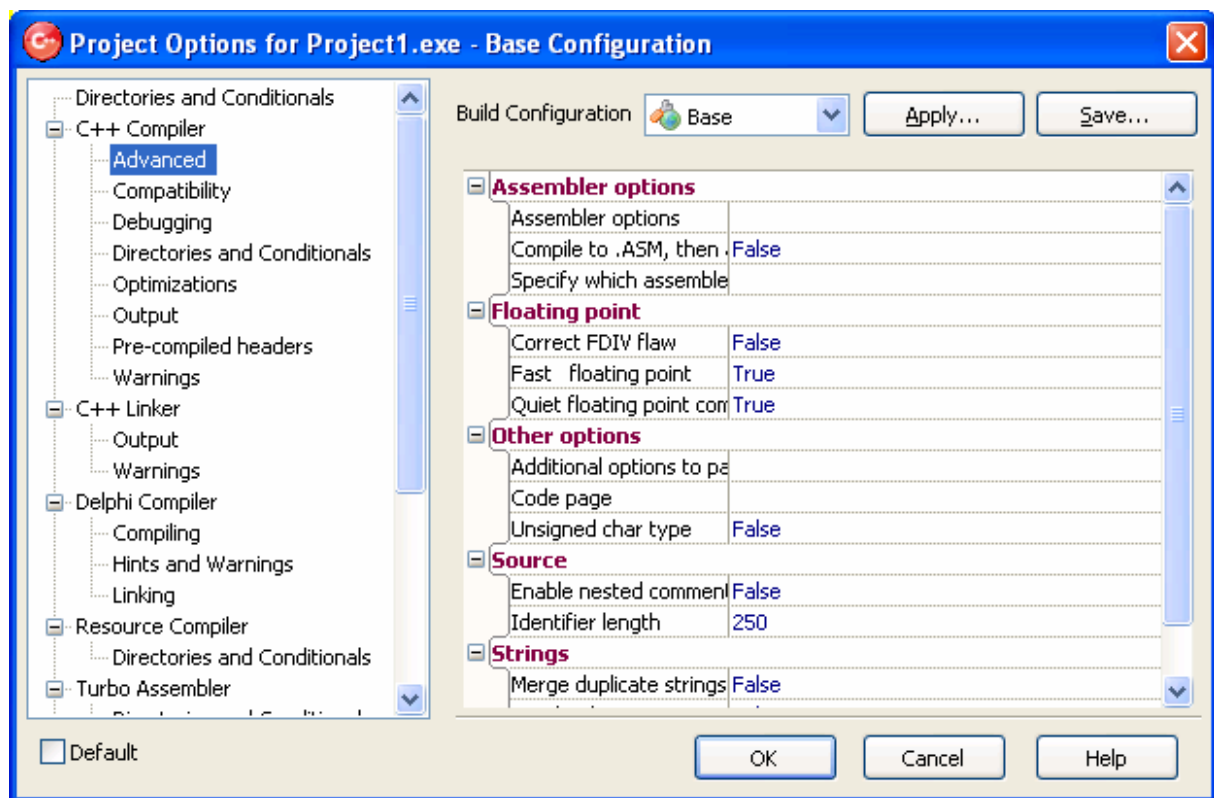 Project Options for Project1.exe - Base Configuration
Directories and Conditionals
C++ Compiler
Advanced
Compatibility
Debugging
Directories and Conditionals
Optimizations
Output
Pre-compiled headers
Warnings
C++ Linker
Output
Warnings
Delphi Compiler
Compiling
Hints and Warnings
Linking
Resource Compiler
Directories and Conditionals
Turbo Assembler
Build Configuration Base Apply... Save...
Assembler options
Assembler options
Compile to .ASM, then False
Specify which assemble
Floating point
Correct FDIV flaw False
Fast floating point True
Quiet floating point com True
Other options
Additional options to pa
Code page
Unsigned char type False
Source
Enable nested comment False
Identifier length 250
Strings
Merge duplicate strings False
Default
OK Cancel Help